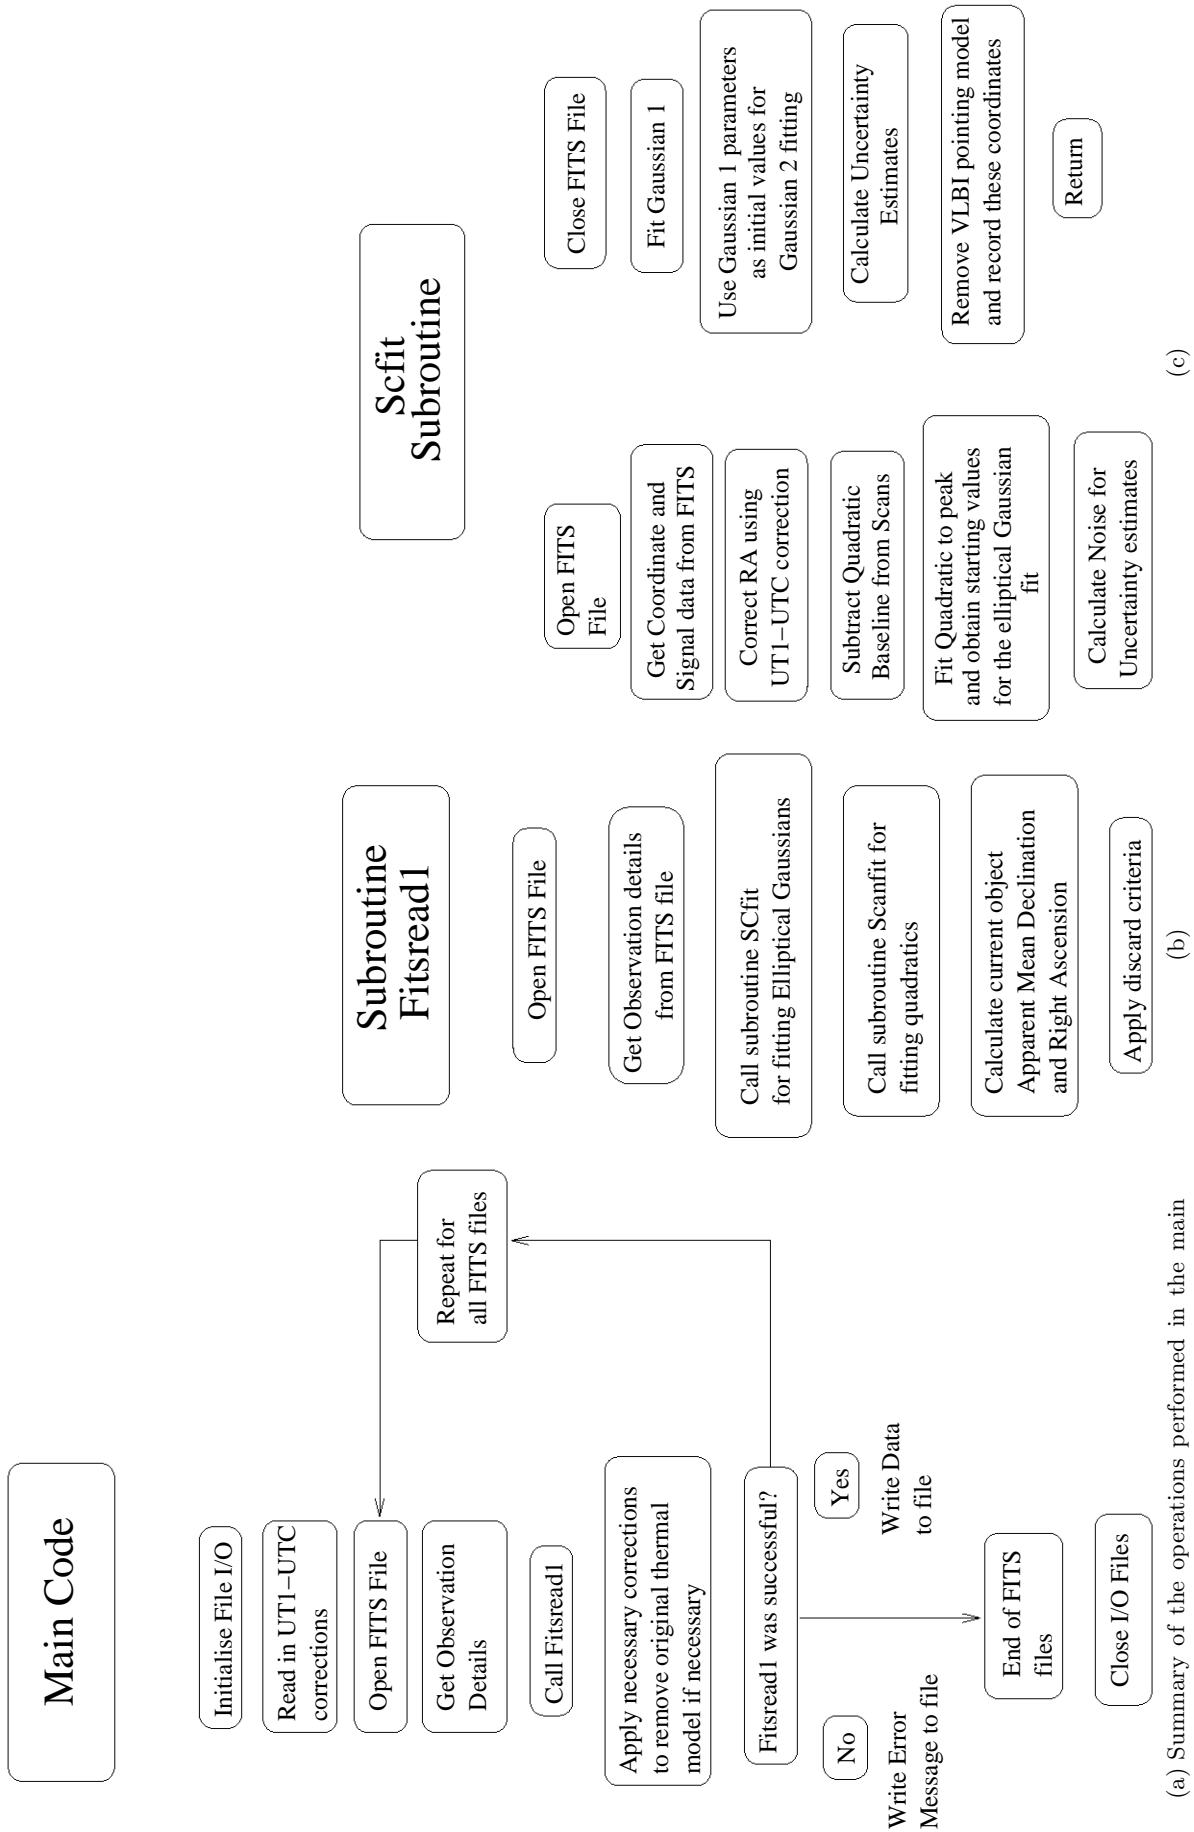 Main Code
Initialise File I/O
Read in UT1−UTC
corrections
Open FITS File
Get Observation
Details
Call Fitsread1
Apply necessary corrections
to remove original thermal
model if necessary
Fitsread1 was successful?
No
Yes
Write Error
Message to file
Write Data
to file
End of FITS
files
Close I/O Files
Repeat for
all FITS files
(a) Summary of the operations performed in the main
Subroutine
Fitsread1
Open FITS File
Get Observation details
from FITS file
Call subroutine SCfit
for fitting Elliptical Gaussians
Call subroutine Scanfit for
fitting quadratics
Calculate current object
Apparent Mean Declination
and Right Ascension
Apply discard criteria
(b)
Scfit
Subroutine
Open FITS
File
Get Coordinate and
Signal data from FITS
Correct RA using
UT1−UTC correction
Subtract Quadratic
Baseline from Scans
Fit Quadratic to peak
and obtain starting values
for the elliptical Gaussian
fit
Calculate Noise for
Uncertainty estimates
Close FITS File
Fit Gaussian 1
Use Gaussian 1 parameters
as initial values for
Gaussian 2 fitting
Calculate Uncertainty
Estimates
Remove VLBI pointing model
and record these coordinates
Return
(c)